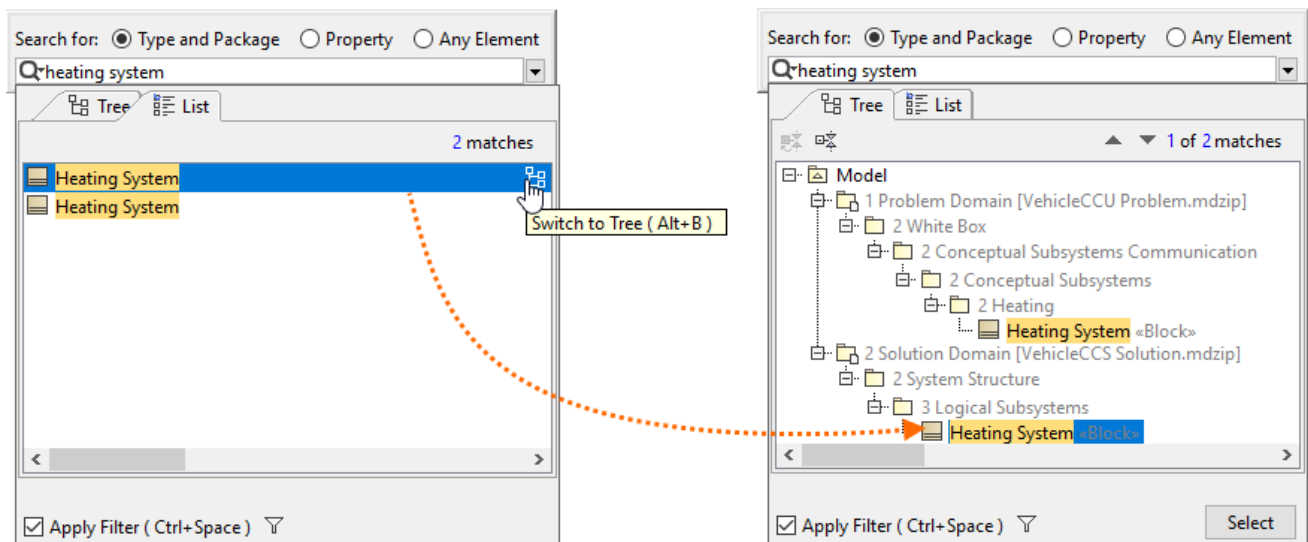 Search for: Type and Package Property Any Element
heating system
Tree List
2 matches
Heating System
Heating System
Switch to Tree ( Alt+B )
Apply Filter ( Ctrl+Space )
Search for: Type and Package Property Any Element
heating system
Tree List
1 of 2 matches
Model
1 Problem Domain [VehicleCCU Problem.mdzip]
2 White Box
2 Conceptual Subsystems Communication
2 Conceptual Subsystems
2 Heating
Heating System «Block»
2 Solution Domain [VehicleCCS Solution.mdzip]
2 System Structure
3 Logical Subsystems
Heating System «Block»
Apply Filter ( Ctrl+Space )
Select